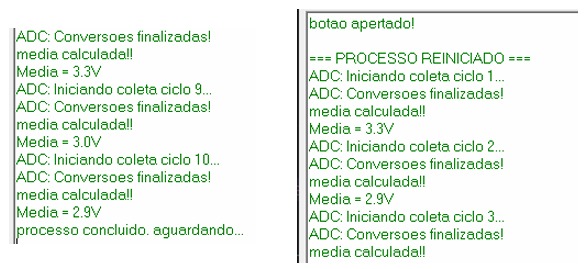 ADC: Conversoes finalizadas!
media calculada!!
Media = 3.3V
ADC: Iniciando coleta ciclo 9...
ADC: Conversoes finalizadas!
media calculada!!
Media = 3.0V
ADC: Iniciando coleta ciclo 10...
ADC: Conversoes finalizadas!
media calculada!!
Media = 2.9V
processo concluido. aguardando...
botao apertado!
=== PROCESSO REINICIADO ===
ADC: Iniciando coleta ciclo 1...
ADC: Conversoes finalizadas!
media calculada!!
Media = 3.3V
ADC: Iniciando coleta ciclo 2...
ADC: Conversoes finalizadas!
media calculada!!
Media = 2.9V
ADC: Iniciando coleta ciclo 3...
ADC: Conversoes finalizadas!
media calculada!!